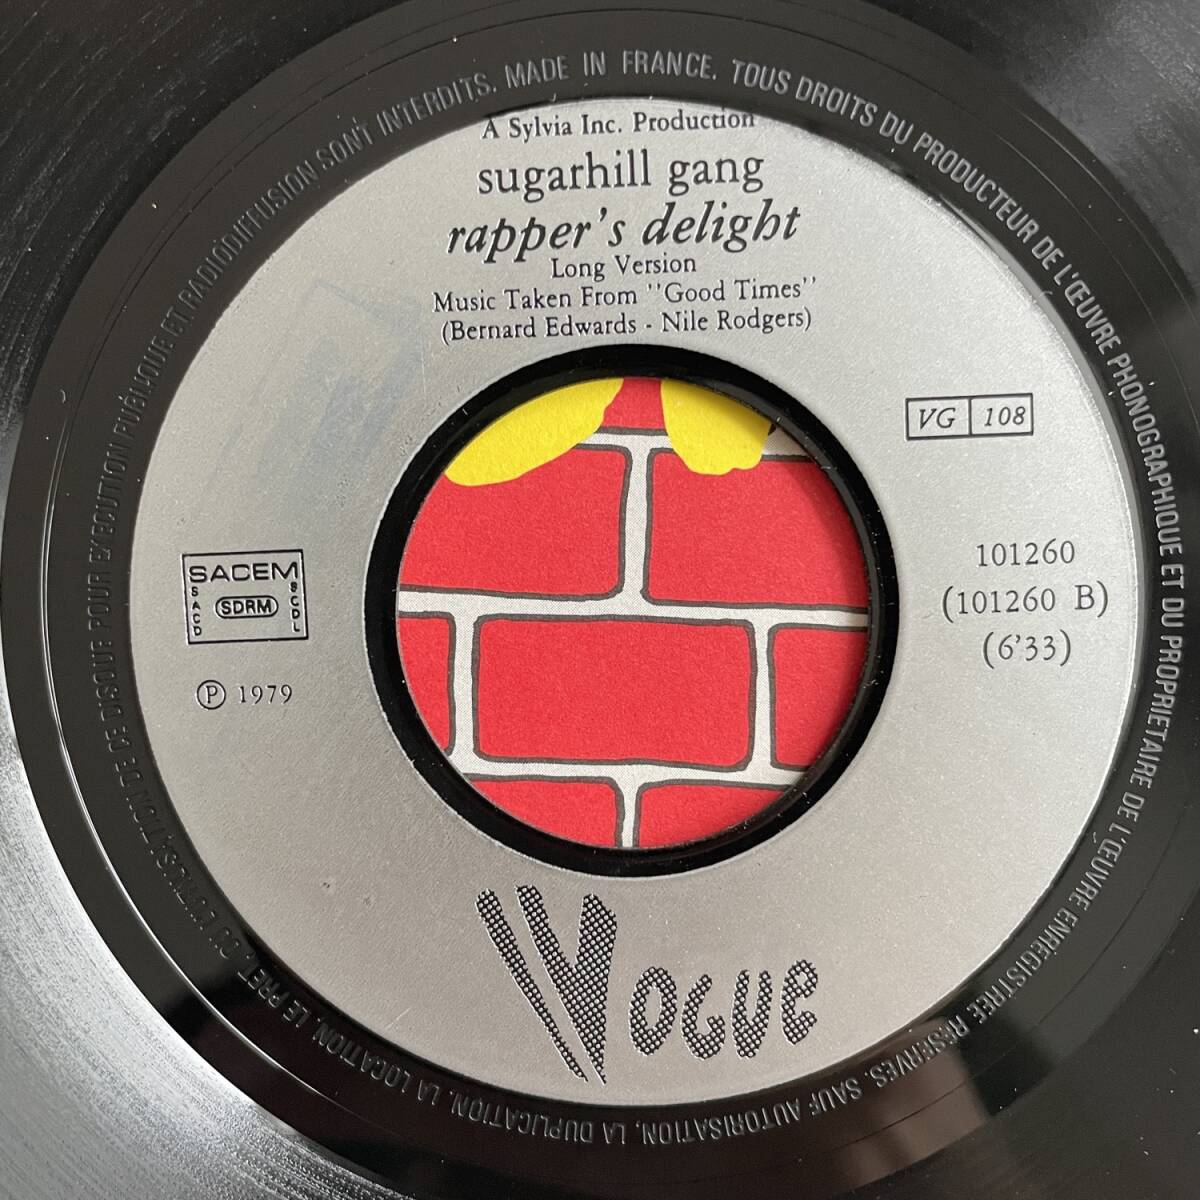 A Sylvia Inc. Production
sugarhill gang
rapper's delight
Long Version
Music Taken From ''Good Times''
(Bernard Edwards - Nile Rodgers)
VG 108
101260
(101260 B)
(6'33)
SACEM
SACD
SDRM
SCDL
Ⓟ 1979
VOGUE
MADE IN FRANCE. TOUS DROITS DU PRODUCTEUR DE L'ŒUVRE PHONOGRAPHIQUE ET DU PROPRIETAIRE DE L'ŒUVRE ENREGISTREE RESERVES. SAUF AUTORISATION, LA DUPLICATION, LA LOCATION, LE PRET, OU L'UTILISATION DE CE DISQUE POUR EXECUTION PUBLIQUE ET RADIODIFFUSION SONT INTERDITS.